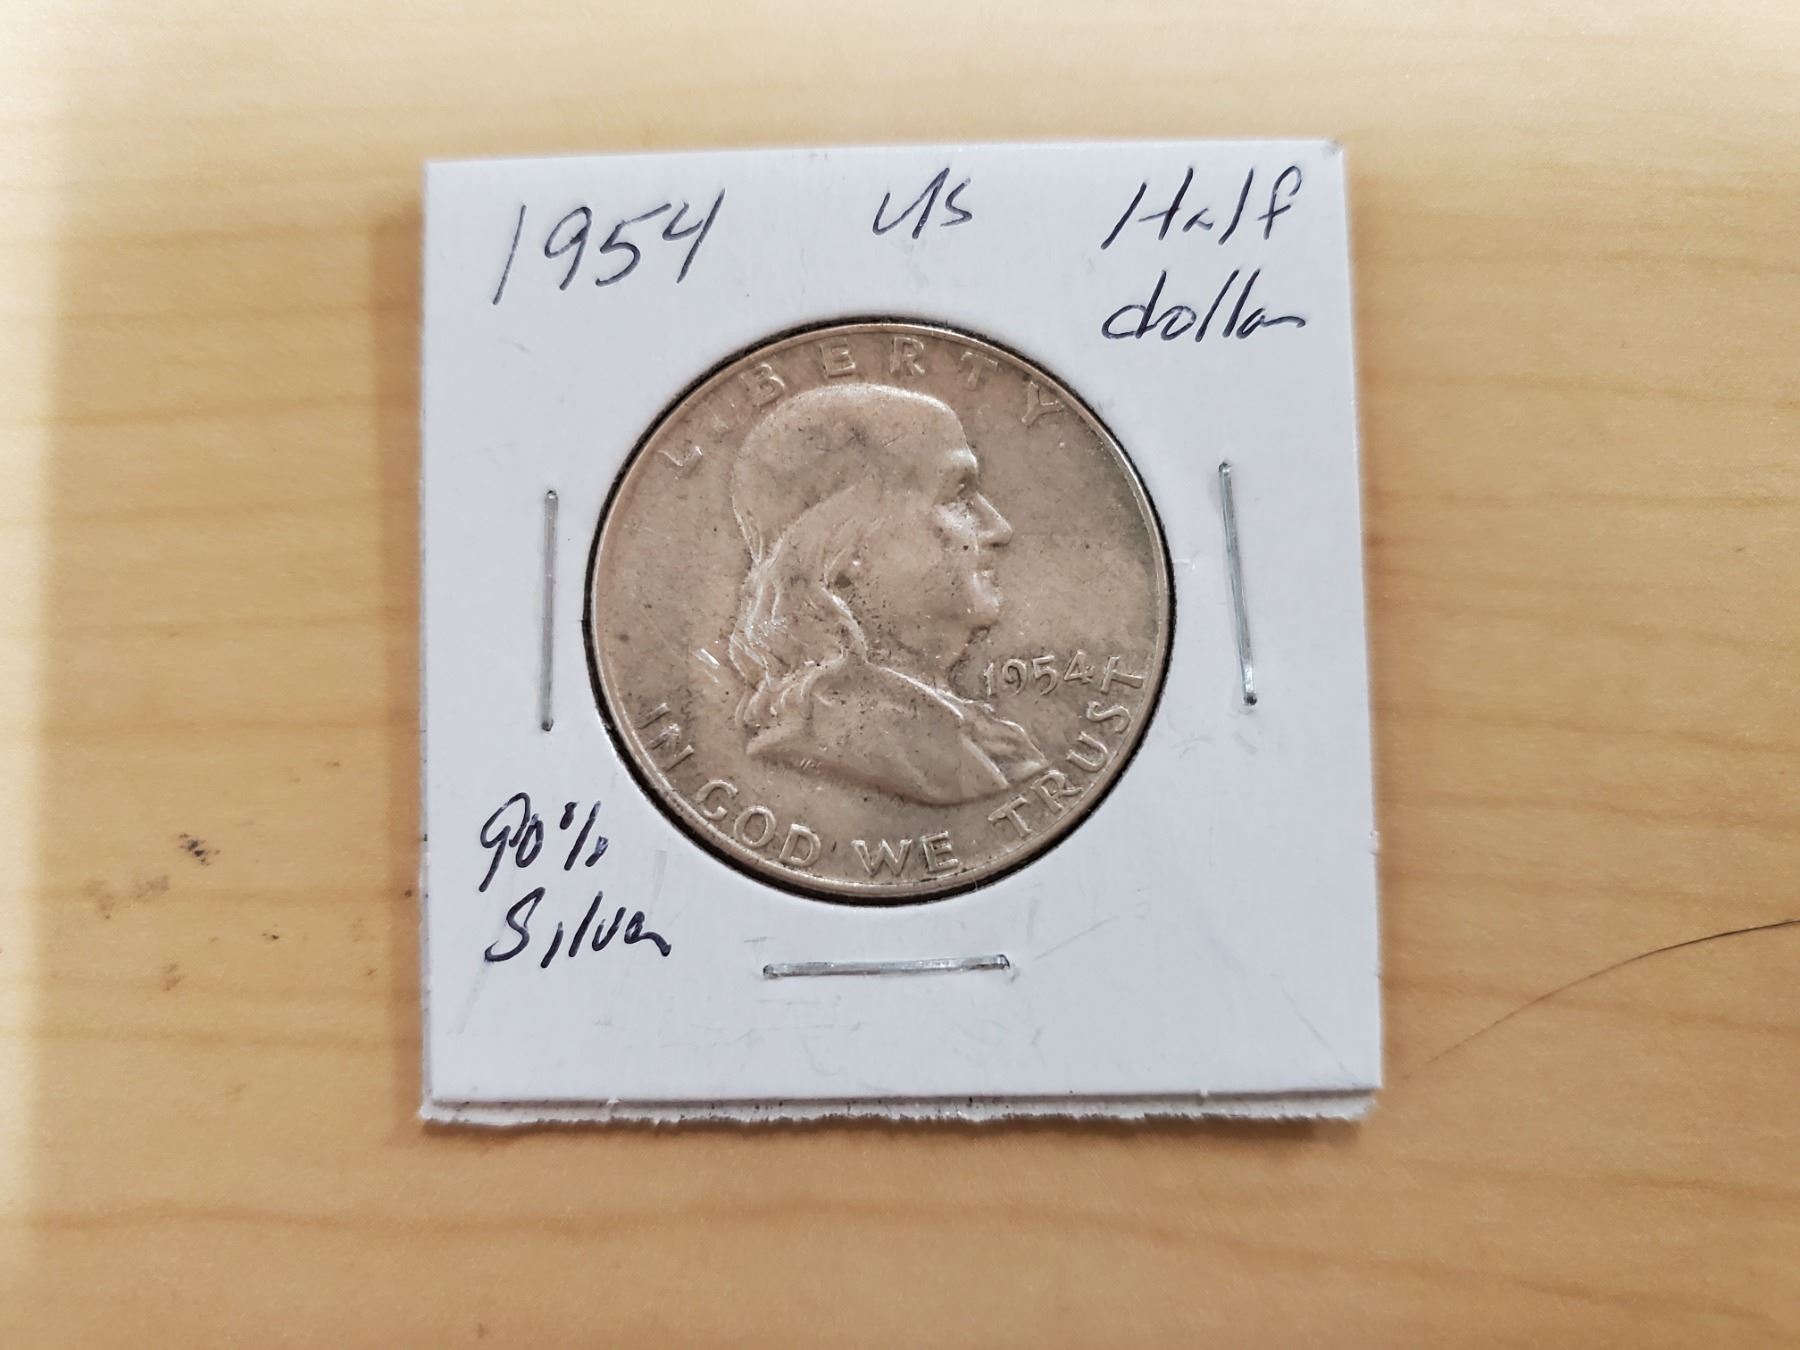 1954 US Half
dollar
LIBERTY
1954
IN GOD WE TRUST
90%
Silver